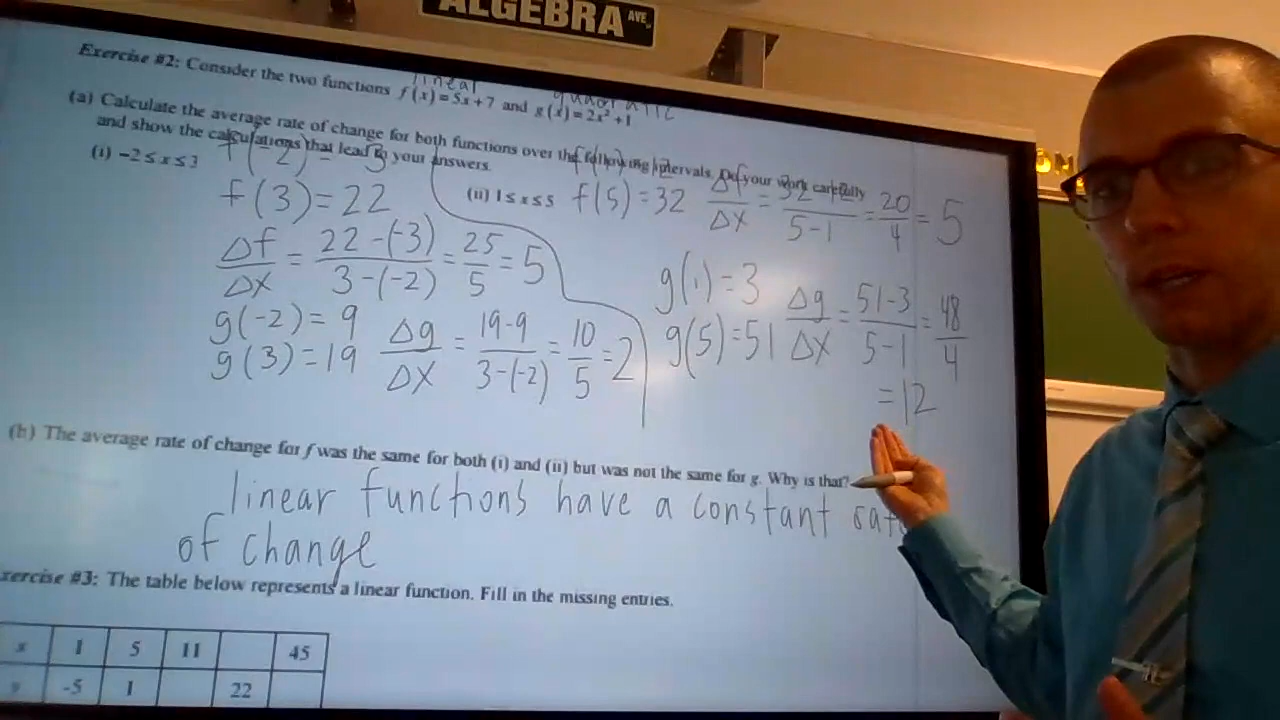 ALGEBRA AVE
Exercise #2: Consider the two functions f(x)=5x+7 and g(x)=2x²+1
linear
quadratic
(a) Calculate the average rate of change for both functions over the following intervals. Do your work carefully
and show the calculations that lead to your answers.
(i) −2 ≤ x ≤ 3
f(-2) = -3
f(3)=22
Δf/Δx = 22-(-3)/3-(-2) = 25/5 = 5
g(-2) = 9
g(3)=19
Δg/Δx = 19-9/3-(-2) = 10/5 = 2
(ii) 1 ≤ x ≤ 5
f(5)=32
Δf/Δx = /5-1 = 20/4 = 5
g(1)=3
g(5)=51
Δg/Δx = 51-3/5-1 = 48/4
=12
(b) The average rate of change for f was the same for both (i) and (ii) but was not the same for g. Why is that?
linear functions have a constant
of change
xercise #3: The table below represents a linear function. Fill in the missing entries.
x 1 5 11 45
y -5 1 22